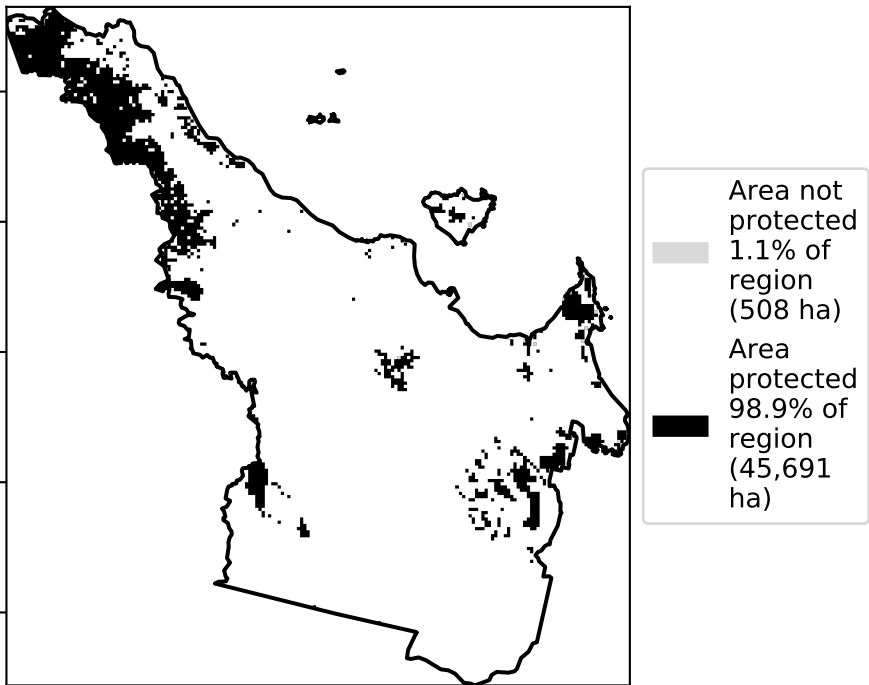 Area not
protected
1.1% of
region
(508 ha)
Area
protected
98.9% of
region
(45,691
ha)